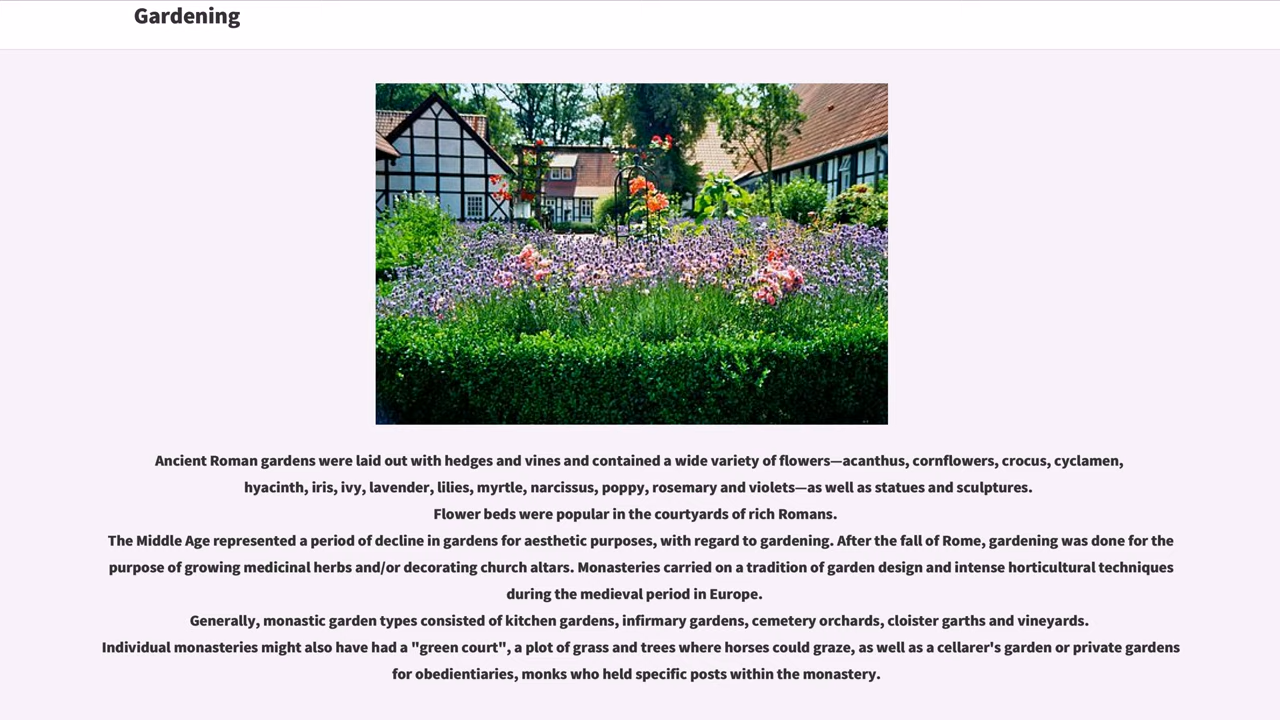 Gardening
Ancient Roman gardens were laid out with hedges and vines and contained a wide variety of flowers—acanthus, cornflowers, crocus, cyclamen,
hyacinth, iris, ivy, lavender, lilies, myrtle, narcissus, poppy, rosemary and violets—as well as statues and sculptures.
Flower beds were popular in the courtyards of rich Romans.
The Middle Age represented a period of decline in gardens for aesthetic purposes, with regard to gardening. After the fall of Rome, gardening was done for the
purpose of growing medicinal herbs and/or decorating church altars. Monasteries carried on a tradition of garden design and intense horticultural techniques
during the medieval period in Europe.
Generally, monastic garden types consisted of kitchen gardens, infirmary gardens, cemetery orchards, cloister garths and vineyards.
Individual monasteries might also have had a "green court", a plot of grass and trees where horses could graze, as well as a cellarer's garden or private gardens
for obedientiaries, monks who held specific posts within the monastery.